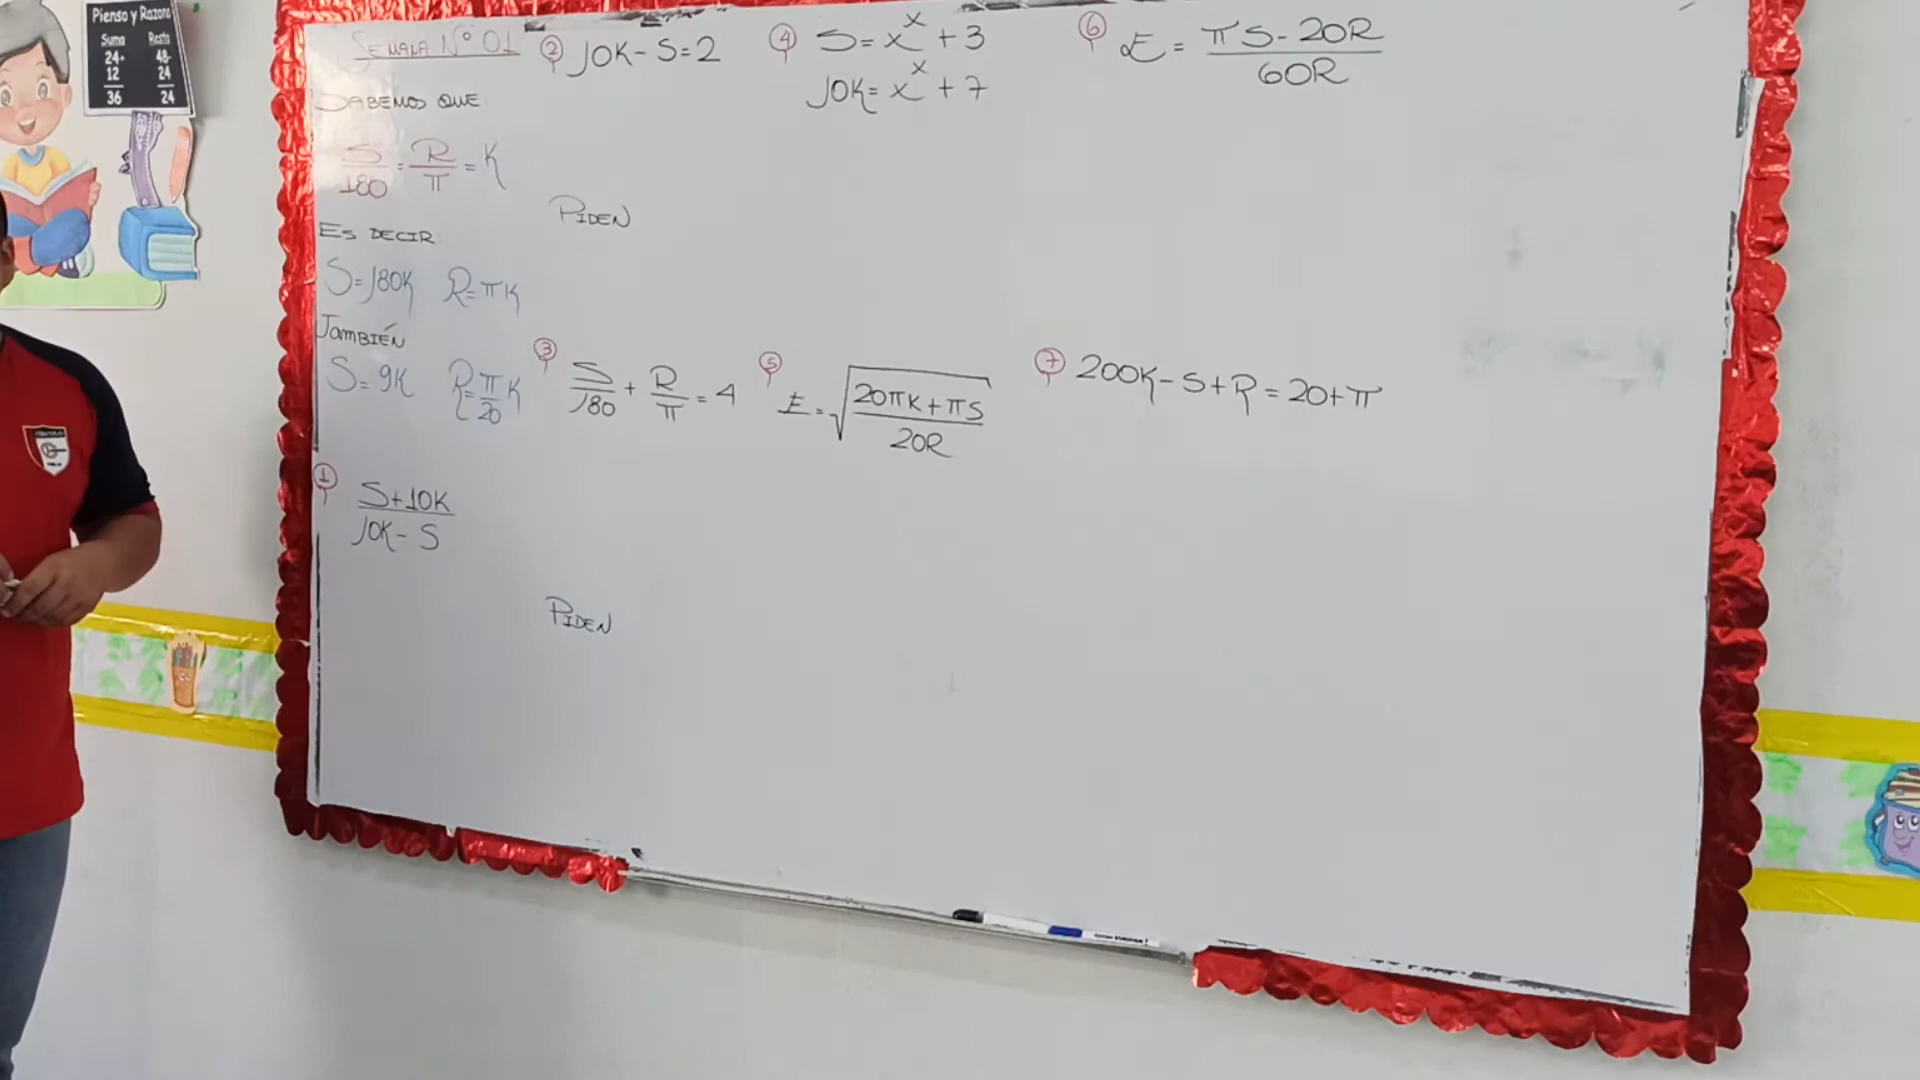 Pienso y Razono
Suma Resta
24+ 48-
12 24
36 24
SEMANA N° 01
SABEMOS QUE:
S/180 = R/π = K
ES DECIR:
S=180K R=πK
TAMBIÉN
S=9K R=π/20 K
① (S+10K)/(10K-S)
② 10K-S=2
PIDEN
③ S/180 + R/π = 4
PIDEN
④ S=x^x+3
10K=x^x+7
⑤ E=√((20πK+πS)/20R)
⑥ E=(πS-20R)/60R
⑦ 200K-S+R=20+π